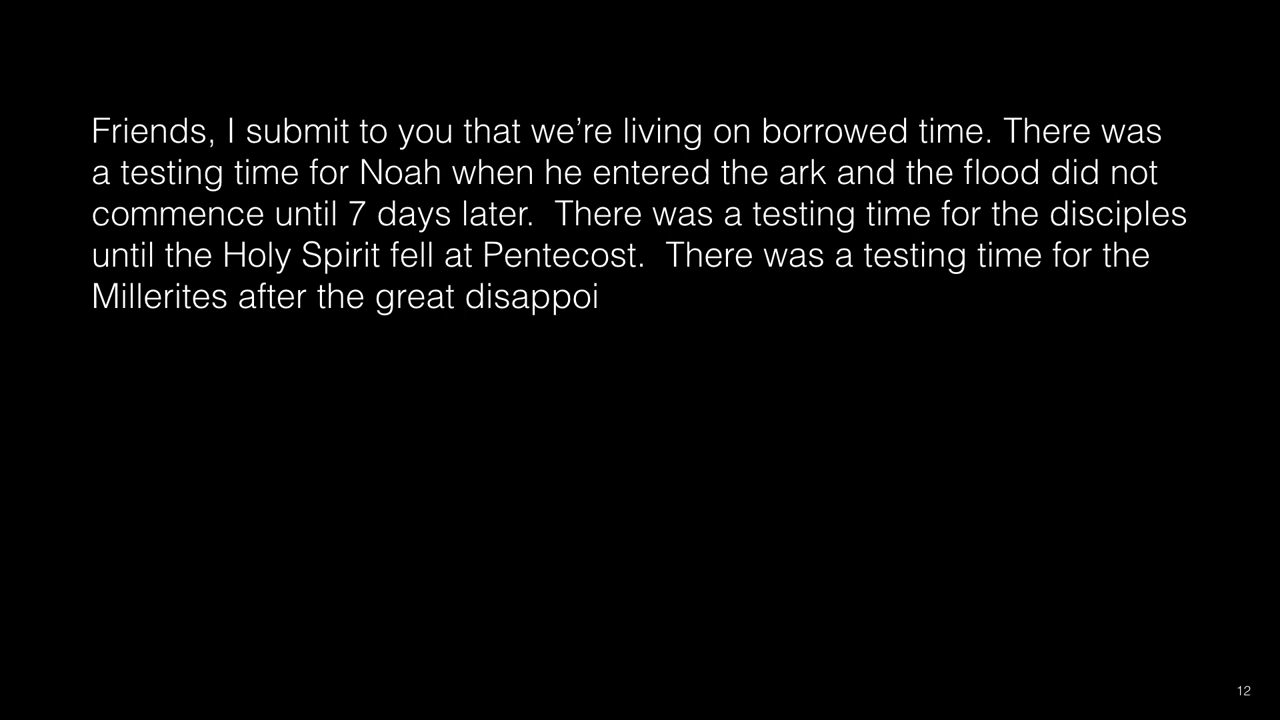 Friends, I submit to you that we’re living on borrowed time. There was
a testing time for Noah when he entered the ark and the flood did not
commence until 7 days later.  There was a testing time for the disciples
until the Holy Spirit fell at Pentecost.  There was a testing time for the
Millerites after the great disappoi
12